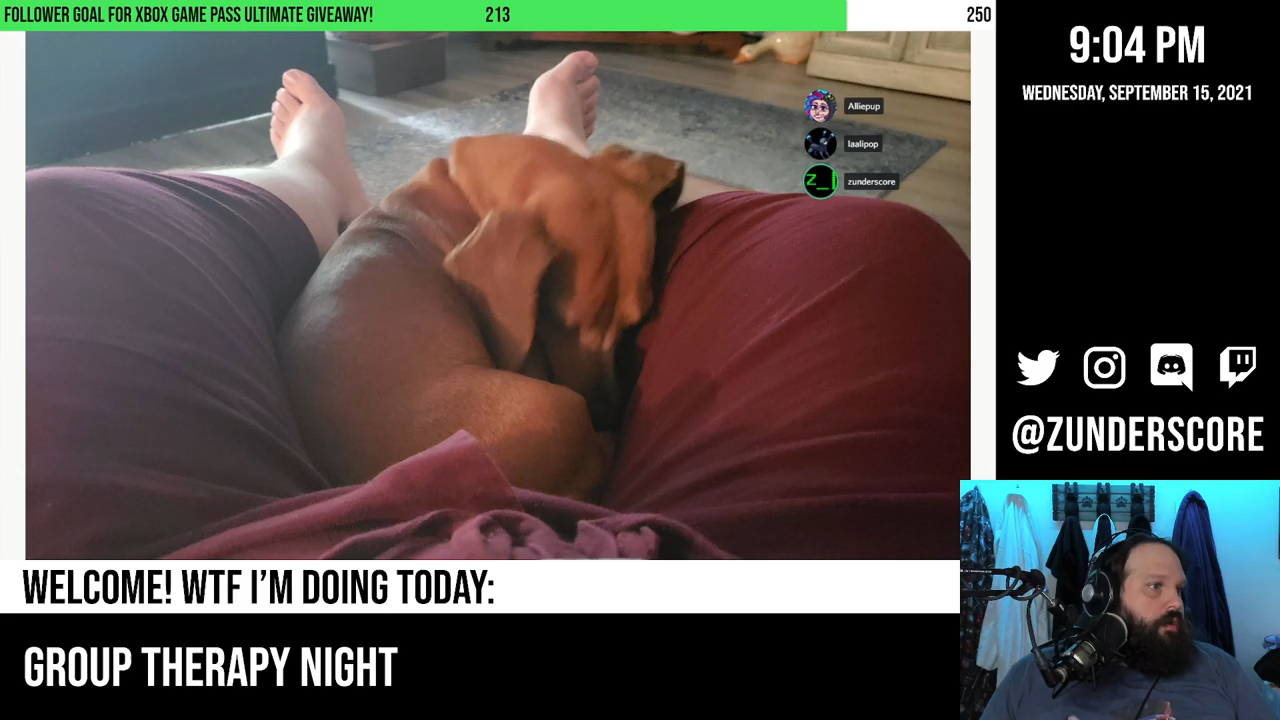 FOLLOWER GOAL FOR XBOX GAME PASS ULTIMATE GIVEAWAY! 213 250
9:04 PM
WEDNESDAY, SEPTEMBER 15, 2021
Alliepup
laalipop
Z_
zunderscore
@ZUNDERSCORE
WELCOME! WTF I'M DOING TODAY:
GROUP THERAPY NIGHT